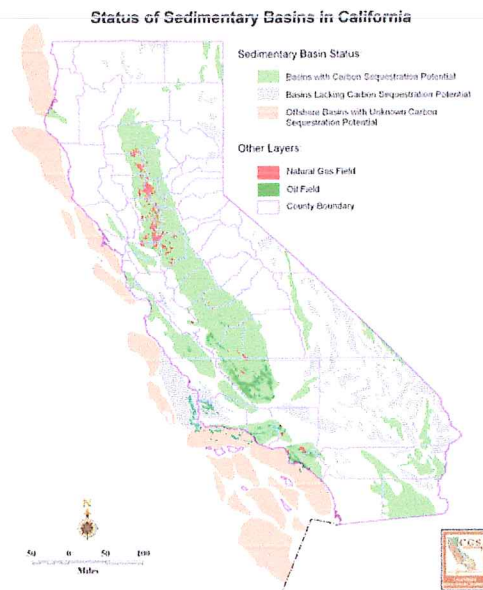 Status of Sedimentary Basins in California
Sedimentary Basin Status:
Basins with Carbon Sequestration Potential
Basins Lacking Carbon Sequestration Potential
Offshore Basins with Unknown Carbon
Sequestration Potential
Other Layers:
Natural Gas Field
Oil Field
County Boundary
N
50 0 50 100
Miles
CGS